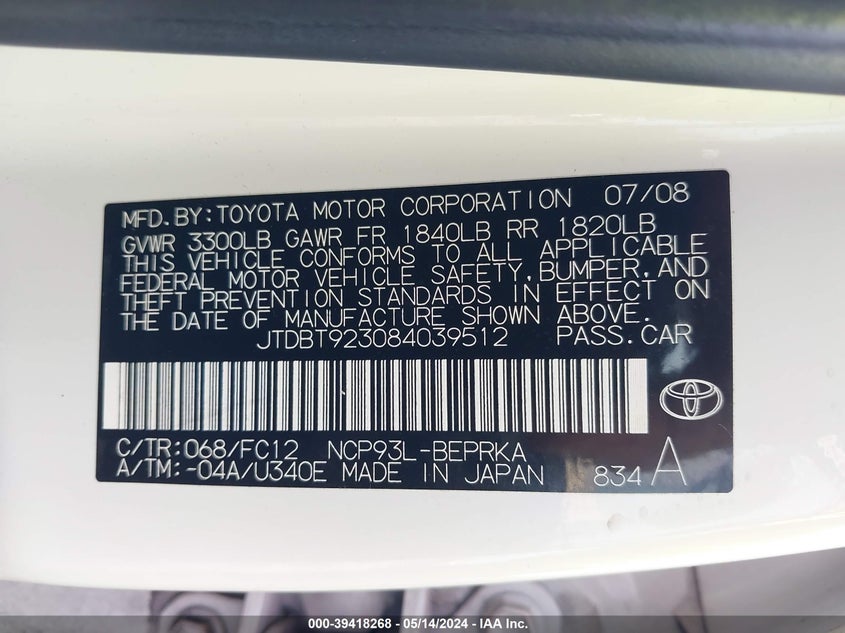 MFD.BY:TOYOTA MOTOR CORPORATION 07/08
GVWR 3300LB GAWR FR 1840LB RR 1820LB
THIS VEHICLE CONFORMS TO ALL APPLICABLE
FEDERAL MOTOR VEHICLE SAFETY,BUMPER,AND
THEFT PREVENTION STANDARDS IN EFFECT ON
THE DATE OF MANUFACTURE SHOWN ABOVE.
JTDBT923084039512 PASS.CAR
C/TR:068/FC12 NCP93L-BEPRKA
A/TM:-04A/U340E MADE IN JAPAN 834 A
000-39418268 - 05/14/2024 - IAA Inc.